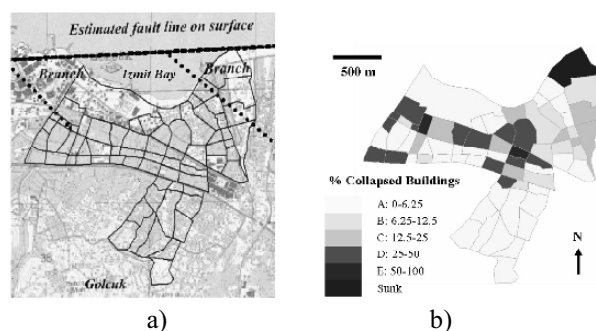 Estimated fault line on surface
Branch
Izmit Bay
Branch
Golcuk
a)
500 m
% Collapsed Buildings
A: 0-6.25
B: 6.25-12.5
C: 12.5-25
D: 25-50
E: 50-100
Sunk
N
b)